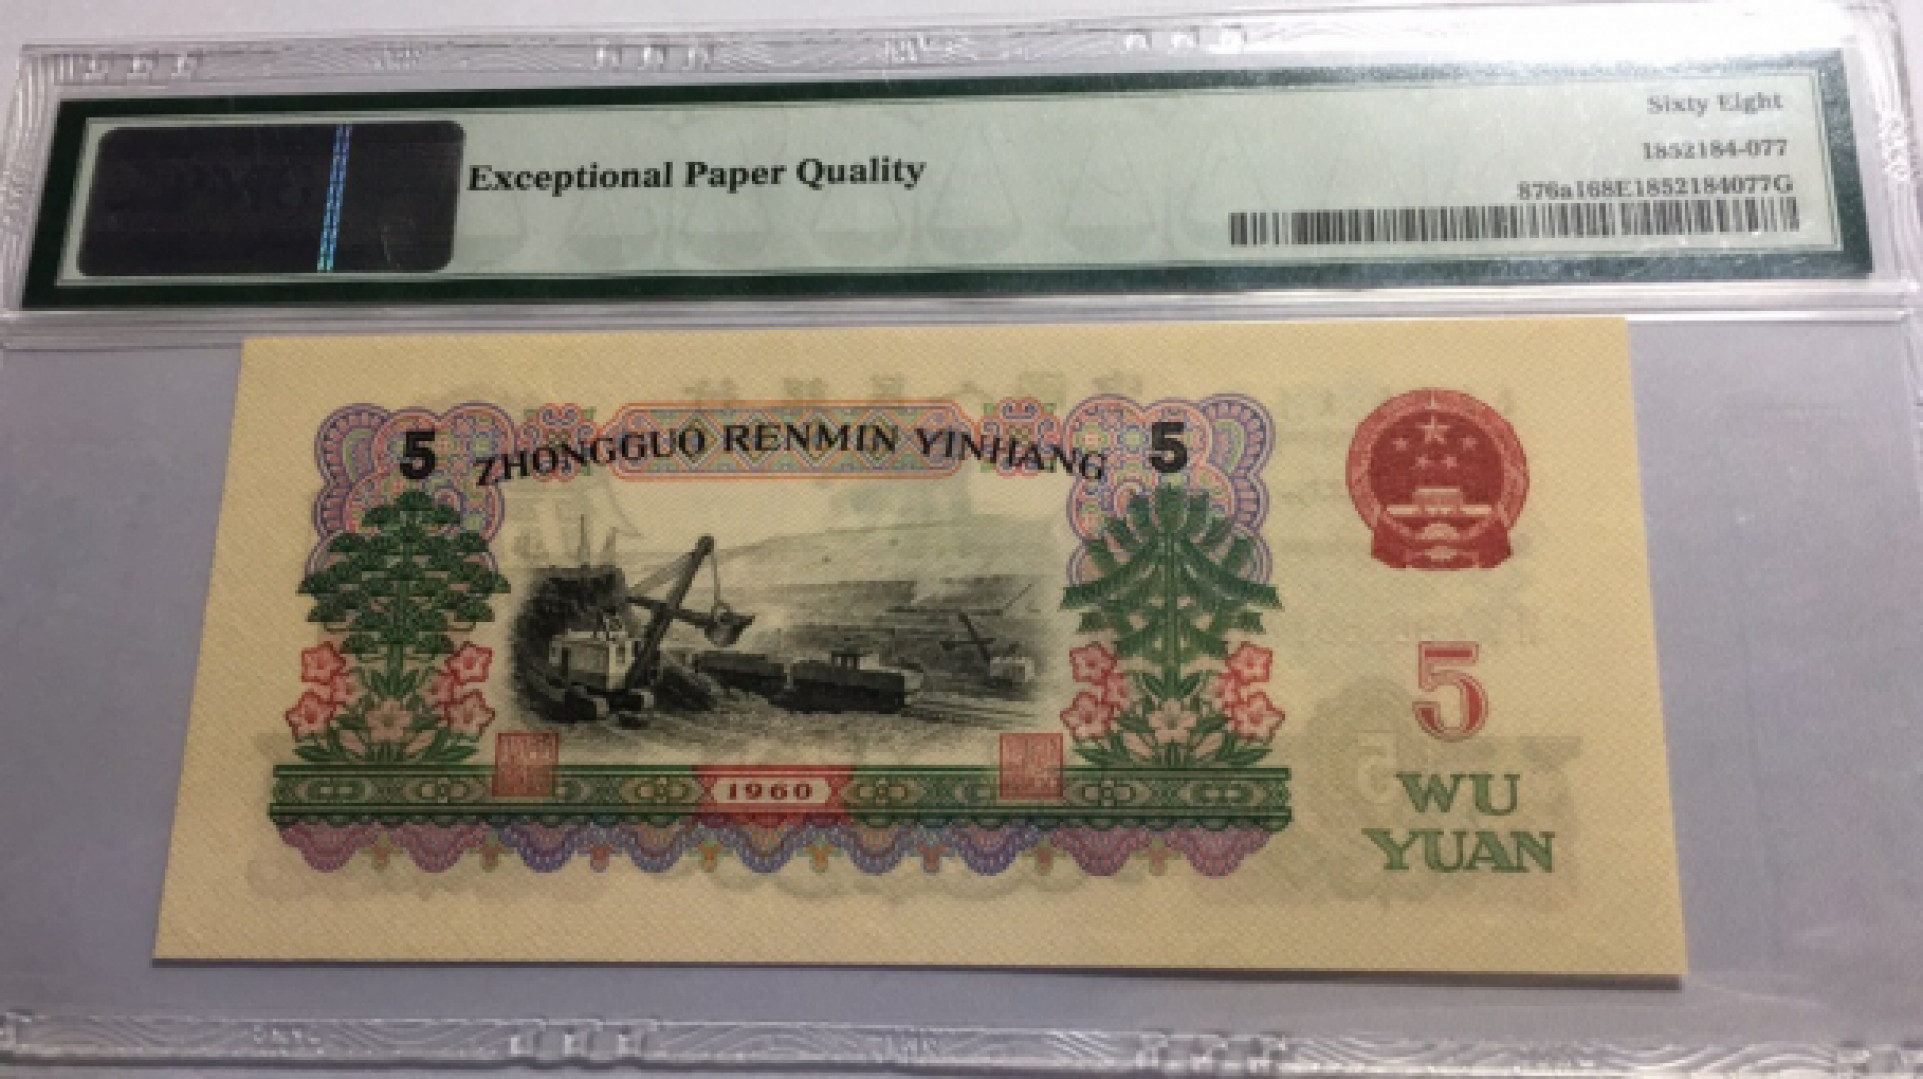 Sixty Eight
1852184-077
Exceptional Paper Quality
876a168E1852184077G
5 ZHONGGUO RENMIN YINHANG 5
5
1960
WU
YUAN